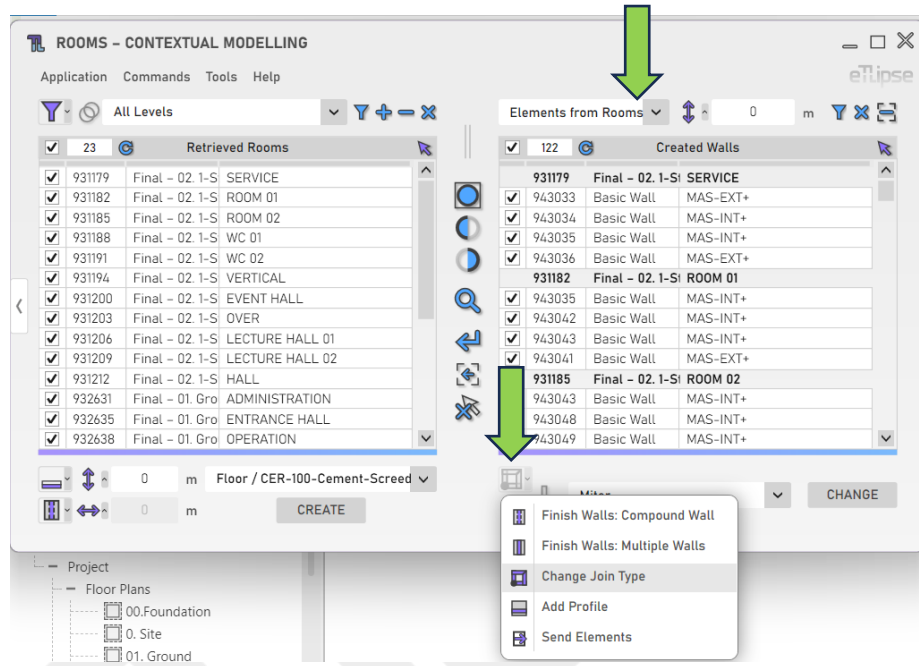 ROOMS – CONTEXTUAL MODELLING
Application Commands Tools Help
eTLipse
All Levels
Elements from Rooms 0 m
23 Retrieved Rooms
931179 Final – 02. 1-S SERVICE
931182 Final – 02. 1-S ROOM 01
931185 Final – 02. 1-S ROOM 02
931188 Final – 02. 1-S WC 01
931191 Final – 02. 1-S WC 02
931194 Final – 02. 1-S VERTICAL
931200 Final – 02. 1-S EVENT HALL
931203 Final – 02. 1-S OVER
931206 Final – 02. 1-S LECTURE HALL 01
931209 Final – 02. 1-S LECTURE HALL 02
931212 Final – 02. 1-S HALL
932631 Final – 01. Gro ADMINISTRATION
932635 Final – 01. Gro ENTRANCE HALL
932638 Final – 01. Gro OPERATION
122 Created Walls
931179 Final – 02. 1-St SERVICE
943033 Basic Wall MAS-EXT+
943034 Basic Wall MAS-INT+
943035 Basic Wall MAS-INT+
943036 Basic Wall MAS-EXT+
931182 Final – 02. 1-St ROOM 01
943035 Basic Wall MAS-INT+
943042 Basic Wall MAS-INT+
943043 Basic Wall MAS-INT+
943041 Basic Wall MAS-EXT+
931185 Final – 02. 1-St ROOM 02
943043 Basic Wall MAS-INT+
943048 Basic Wall MAS-INT+
943049 Basic Wall MAS-INT+
0 m Floor / CER-100-Cement-Screed
0 m CREATE
Miter CHANGE
Finish Walls: Compound Wall
Finish Walls: Multiple Walls
Change Join Type
Add Profile
Send Elements
Project
Floor Plans
00.Foundation
0. Site
01. Ground